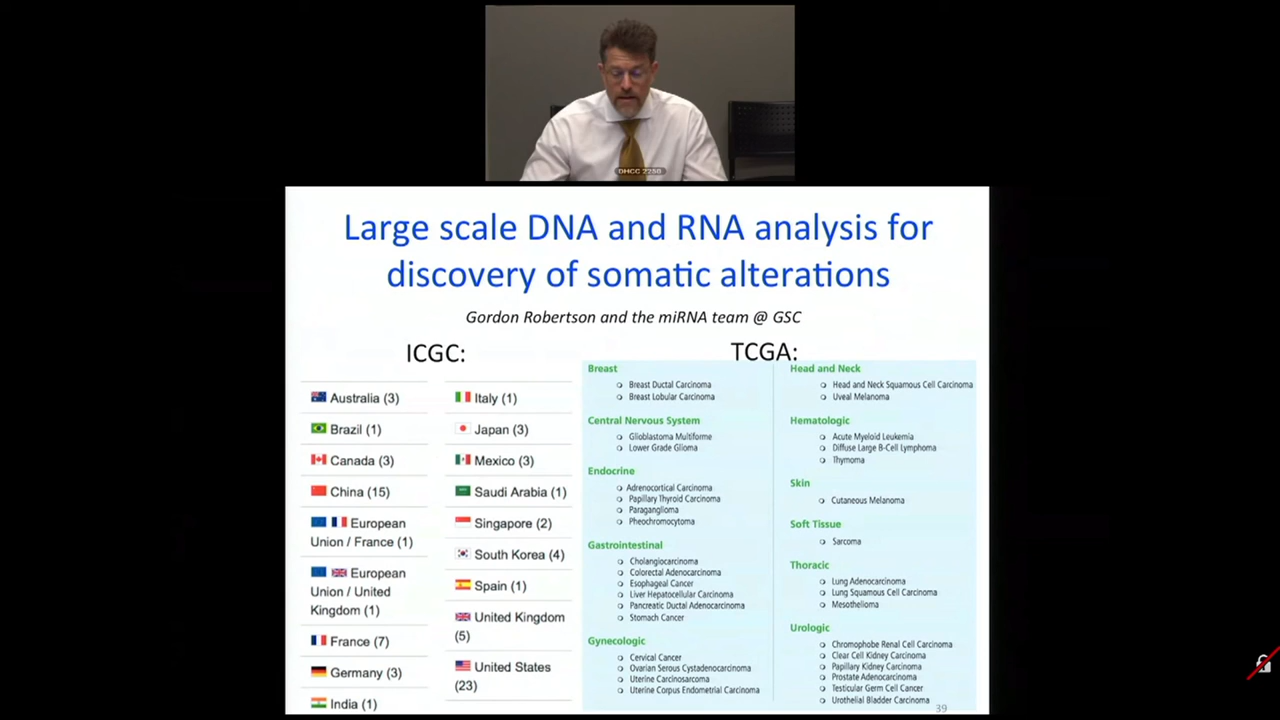 DHCC 2250
Large scale DNA and RNA analysis for
discovery of somatic alterations
Gordon Robertson and the miRNA team @ GSC
ICGC:
Australia (3)
Brazil (1)
Canada (3)
China (15)
European
Union / France (1)
European
Union / United
Kingdom (1)
France (7)
Germany (3)
India (1)
Italy (1)
Japan (3)
Mexico (3)
Saudi Arabia (1)
Singapore (2)
South Korea (4)
Spain (1)
United Kingdom
(5)
United States
(23)
TCGA:
Breast
Breast Ductal Carcinoma
Breast Lobular Carcinoma
Central Nervous System
Glioblastoma Multiforme
Lower Grade Glioma
Endocrine
Adrenocortical Carcinoma
Papillary Thyroid Carcinoma
Paraganglioma
Pheochromocytoma
Gastrointestinal
Cholangiocarcinoma
Colorectal Adenocarcinoma
Esophageal Cancer
Liver Hepatocellular Carcinoma
Pancreatic Ductal Adenocarcinoma
Stomach Cancer
Gynecologic
Cervical Cancer
Ovarian Serous Cystadenocarcinoma
Uterine Carcinosarcoma
Uterine Corpus Endometrial Carcinoma
Head and Neck
Head and Neck Squamous Cell Carcinoma
Uveal Melanoma
Hematologic
Acute Myeloid Leukemia
Diffuse Large B-Cell Lymphoma
Thymoma
Skin
Cutaneous Melanoma
Soft Tissue
Sarcoma
Thoracic
Lung Adenocarcinoma
Lung Squamous Cell Carcinoma
Mesothelioma
Urologic
Chromophobe Renal Cell Carcinoma
Clear Cell Kidney Carcinoma
Papillary Kidney Carcinoma
Prostate Adenocarcinoma
Testicular Germ Cell Cancer
Urothelial Bladder Carcinoma
39